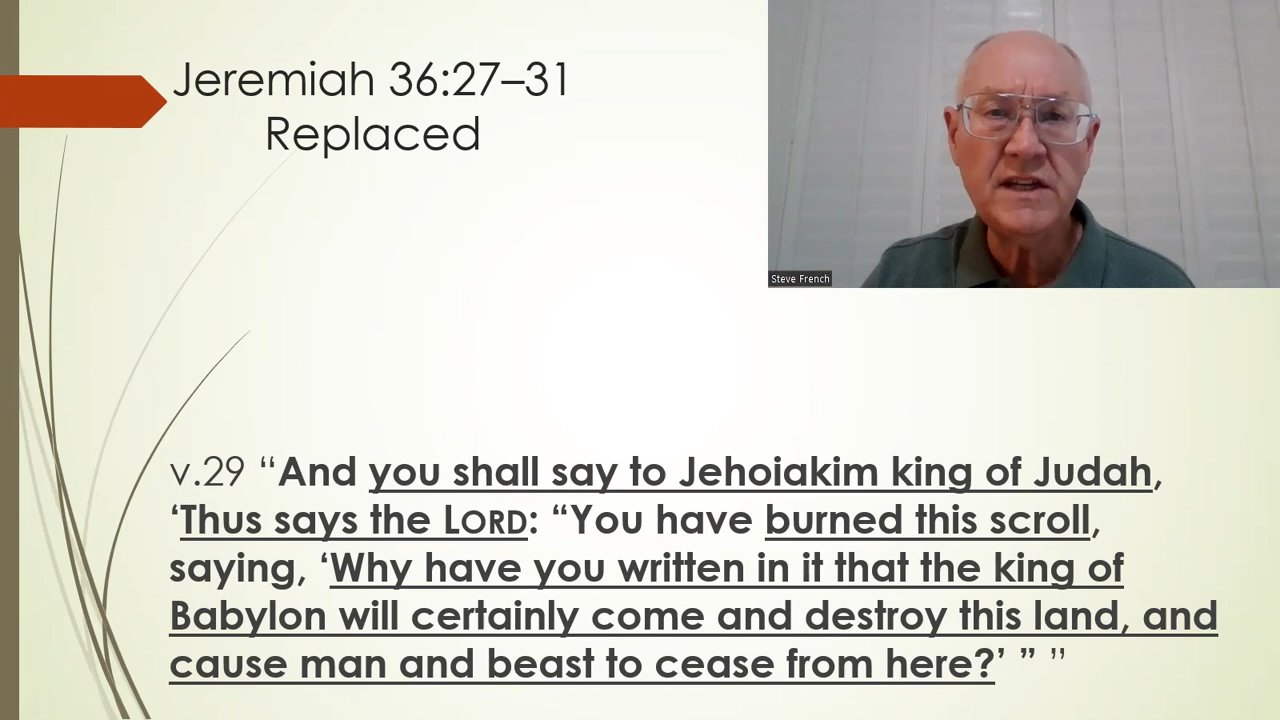 Jeremiah 36:27–31
Replaced
Steve French
v.29 “And you shall say to Jehoiakim king of Judah,
‘Thus says the LORD: “You have burned this scroll,
saying, ‘Why have you written in it that the king of
Babylon will certainly come and destroy this land, and
cause man and beast to cease from here?’ ” ”